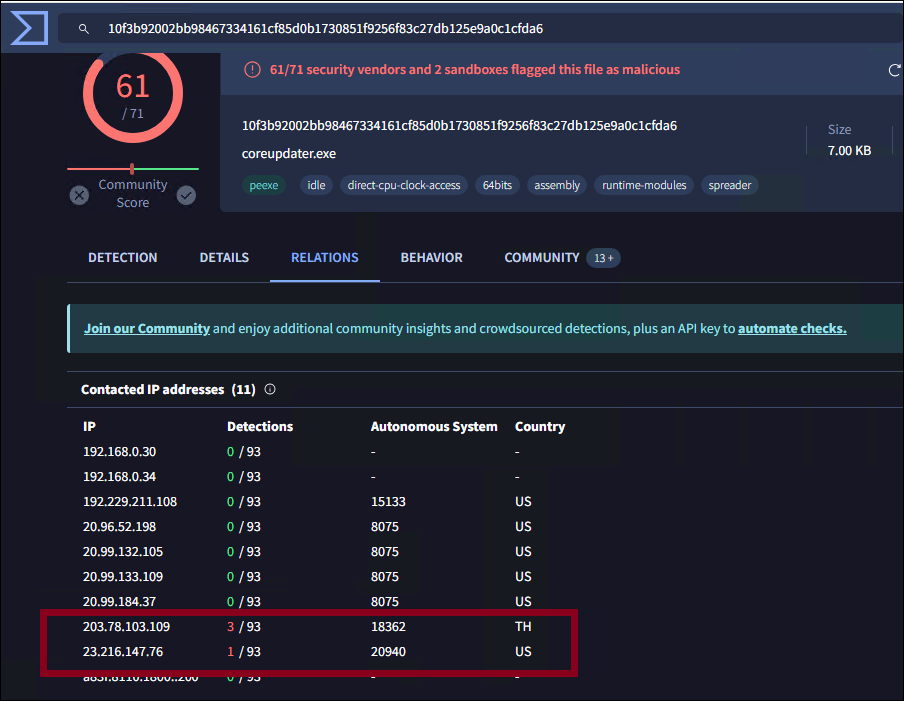 10f3b92002bb98467334161cf85d0b1730851f9256f83c27db125e9a0c1cfda6
61
/ 71
Community
Score
61/71 security vendors and 2 sandboxes flagged this file as malicious
10f3b92002bb98467334161cf85d0b1730851f9256f83c27db125e9a0c1cfda6
coreupdater.exe
Size
7.00 KB
peexe idle direct-cpu-clock-access 64bits assembly runtime-modules spreader
DETECTION DETAILS RELATIONS BEHAVIOR COMMUNITY 13+
Join our Community and enjoy additional community insights and crowdsourced detections, plus an API key to automate checks.
Contacted IP addresses (11)
IP Detections Autonomous System Country
192.168.0.30 0 / 93 - -
192.168.0.34 0 / 93 - -
192.229.211.108 0 / 93 15133 US
20.96.52.198 0 / 93 8075 US
20.99.132.105 0 / 93 8075 US
20.99.133.109 0 / 93 8075 US
20.99.184.37 0 / 93 8075 US
203.78.103.109 3 / 93 18362 TH
23.216.147.76 1 / 93 20940 US
0 / 93 - -